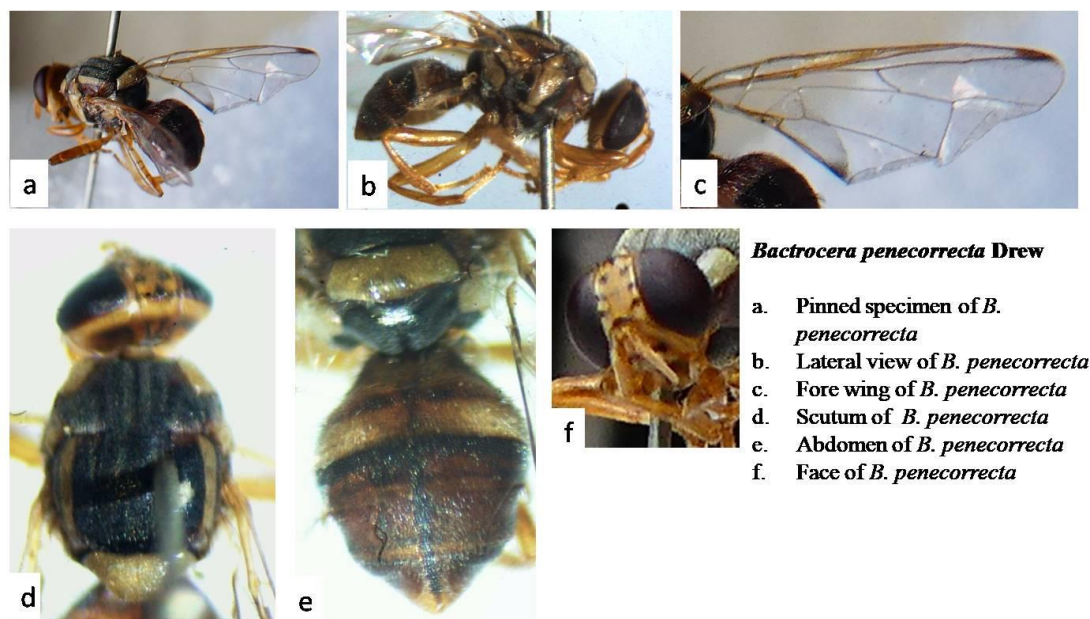 a
b
c
d
e
f
Bactrocera penecorrecta Drew
a. Pinned specimen of B.
penecorrecta
b. Lateral view of B. penecorrecta
c. Fore wing of B. penecorrecta
d. Scutum of B. penecorrecta
e. Abdomen of B. penecorrecta
f. Face of B. penecorrecta